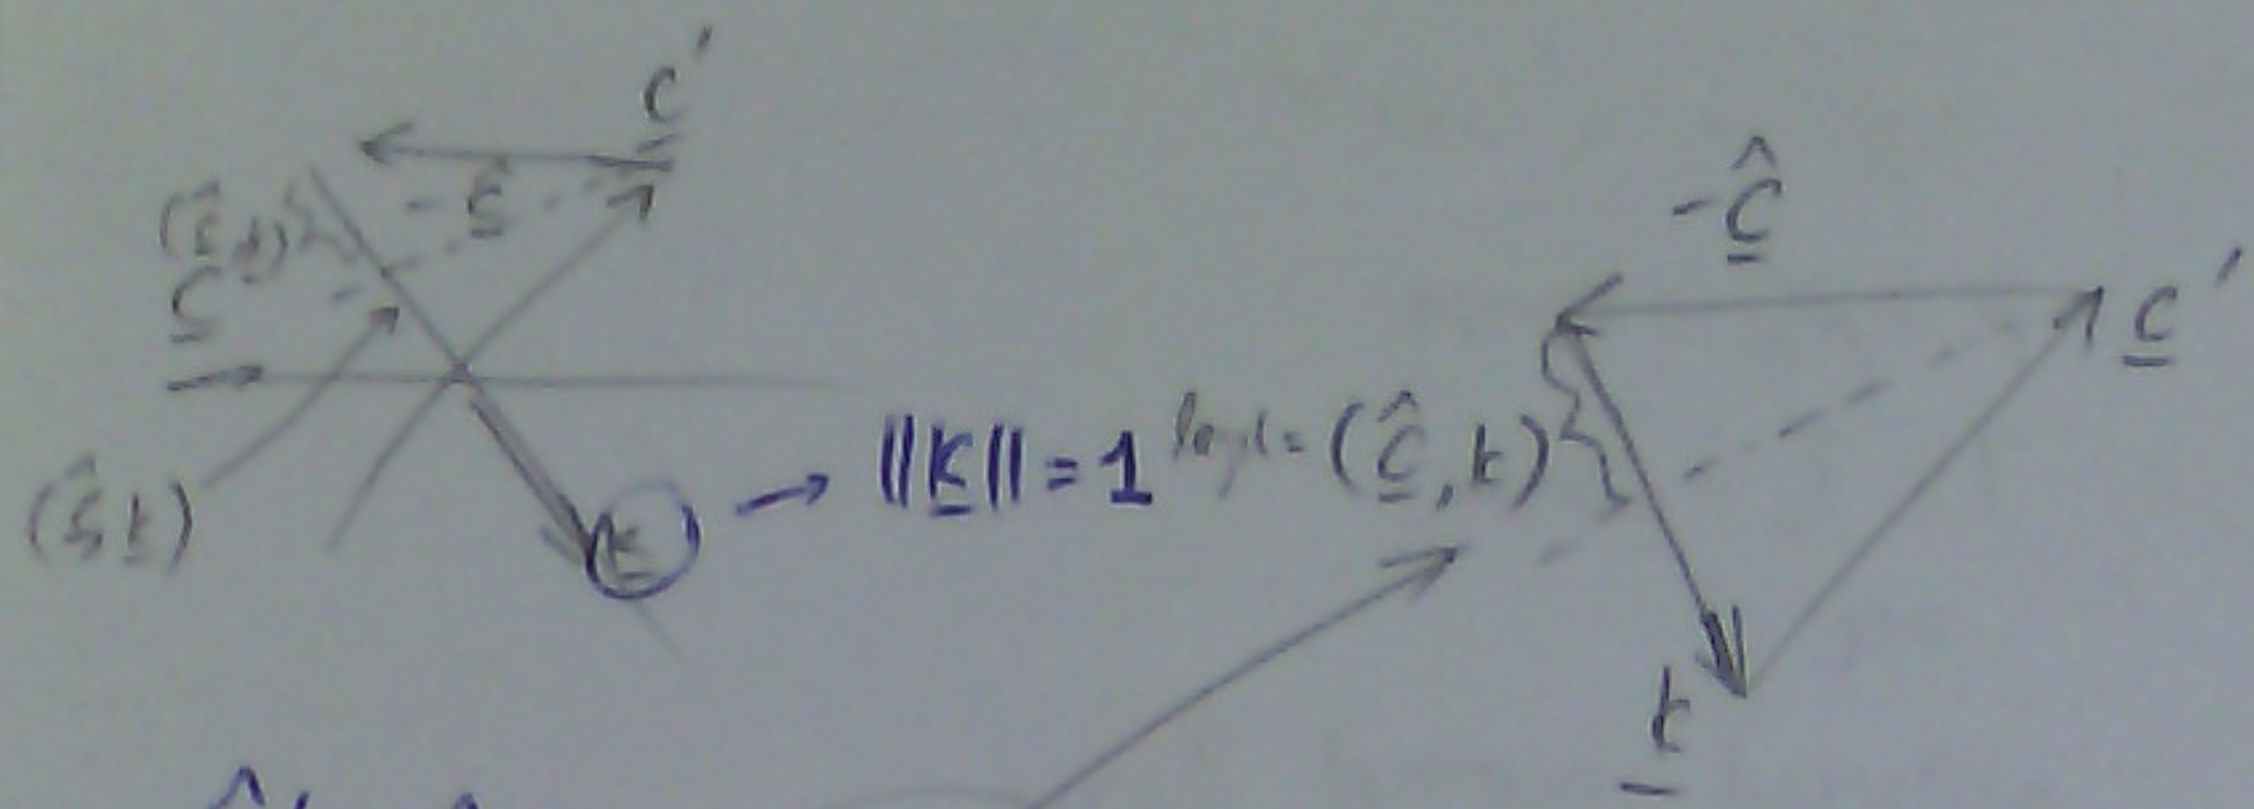 c'
ĉ
(ĉ,k)
-ĉ
c
c'
(ĉ,k)
k → ||k|| = 1
(ĉ,k)
k